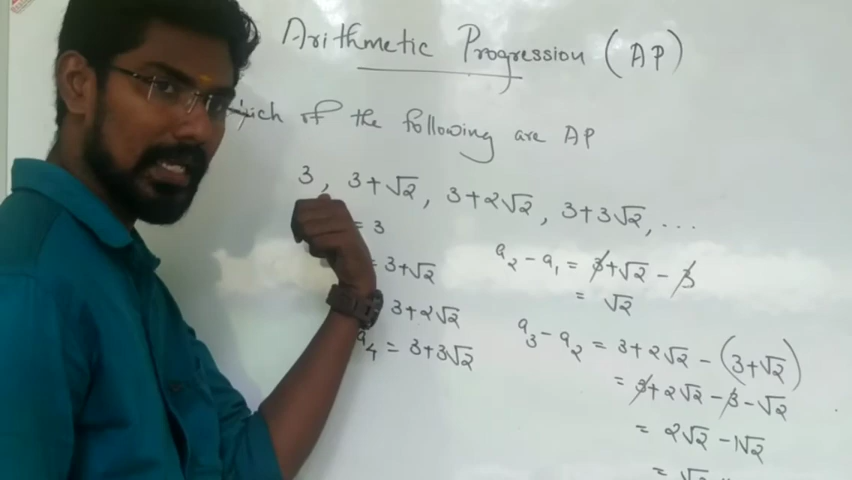 Arithmetic Progression (AP)
of the following are AP
3, 3+√2, 3+2√2, 3+3√2, ...
= 3
= 3+√2
3+2√2
a₄ = 3+3√2
a₂ - a₁ = 3+√2 - 3
= √2
a₃ - a₂ = 3+2√2 - (3+√2)
= 3+2√2 - 3 - √2
= 2√2 - 1√2
= √2